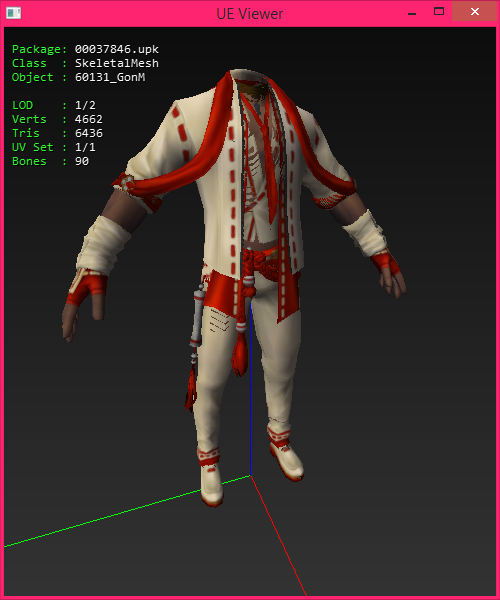 UE Viewer
Package: 00037846.upk
Class : SkeletalMesh
Object : 60131_GonM
LOD : 1/2
Verts : 4662
Tris : 6436
UV Set : 1/1
Bones : 90